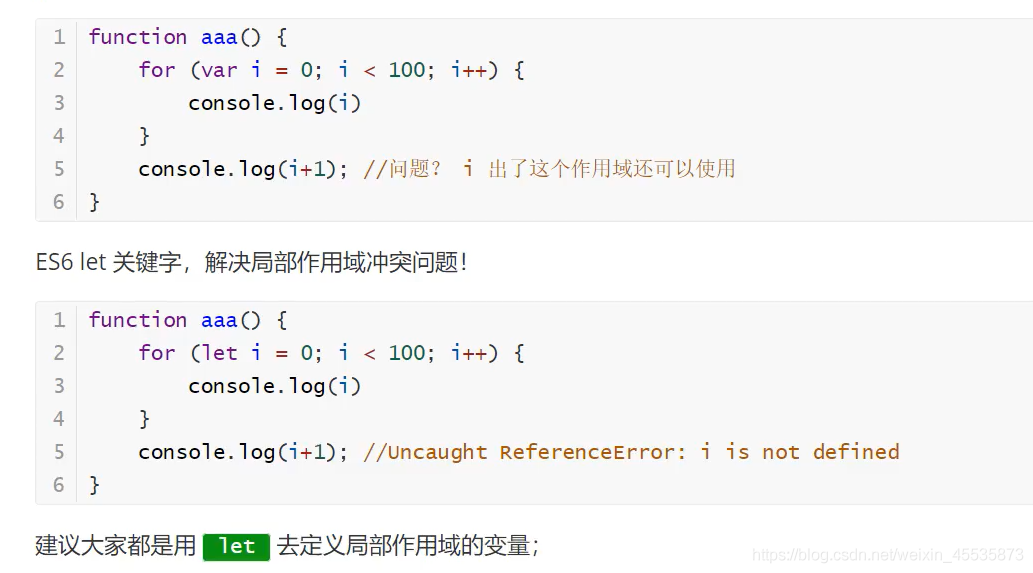 1 function aaa() {
2     for (var i = 0; i < 100; i++) {
3         console.log(i)
4     }
5     console.log(i+1); //问题？ i 出了这个作用域还可以使用
6 }
ES6 let 关键字，解决局部作用域冲突问题！
1 function aaa() {
2     for (let i = 0; i < 100; i++) {
3         console.log(i)
4     }
5     console.log(i+1); //Uncaught ReferenceError: i is not defined
6 }
建议大家都是用 let 去定义局部作用域的变量；
https://blog.csdn.net/weixin_45535873